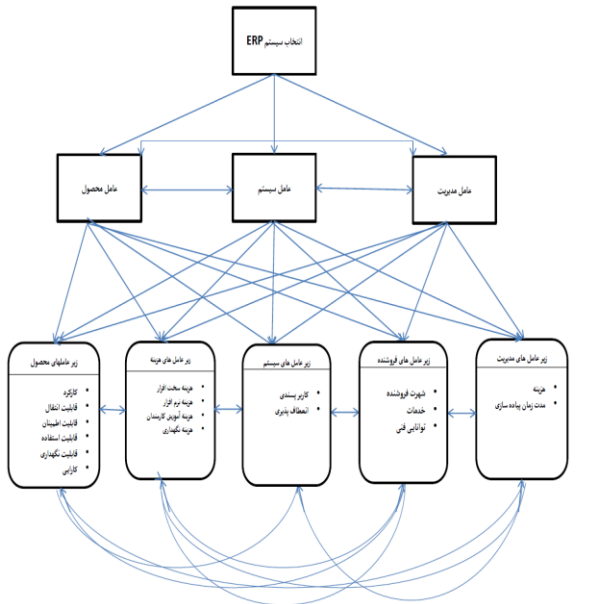 انتخاب سیستم ERP
عامل مدیریت
عامل سیستم
عامل محصول
زیر عامل های مدیریت
هزینه
مدت زمان پیاده سازی
زیر عامل های فروشنده
شهرت فروشنده
خدمات
توانایی فنی
زیر عامل های سیستم
کاربر پسندی
انعطاف پذیری
زیر عامل های هزینه
هزینه سخت افزار
هزینه نرم افزار
هزینه آموزش کارمندان
هزینه نگهداری
زیر عاملهای محصول
کارکرد
قابلیت انتقال
قابلیت اطمینان
قابلیت استفاده
قابلیت نگهداری
کارایی